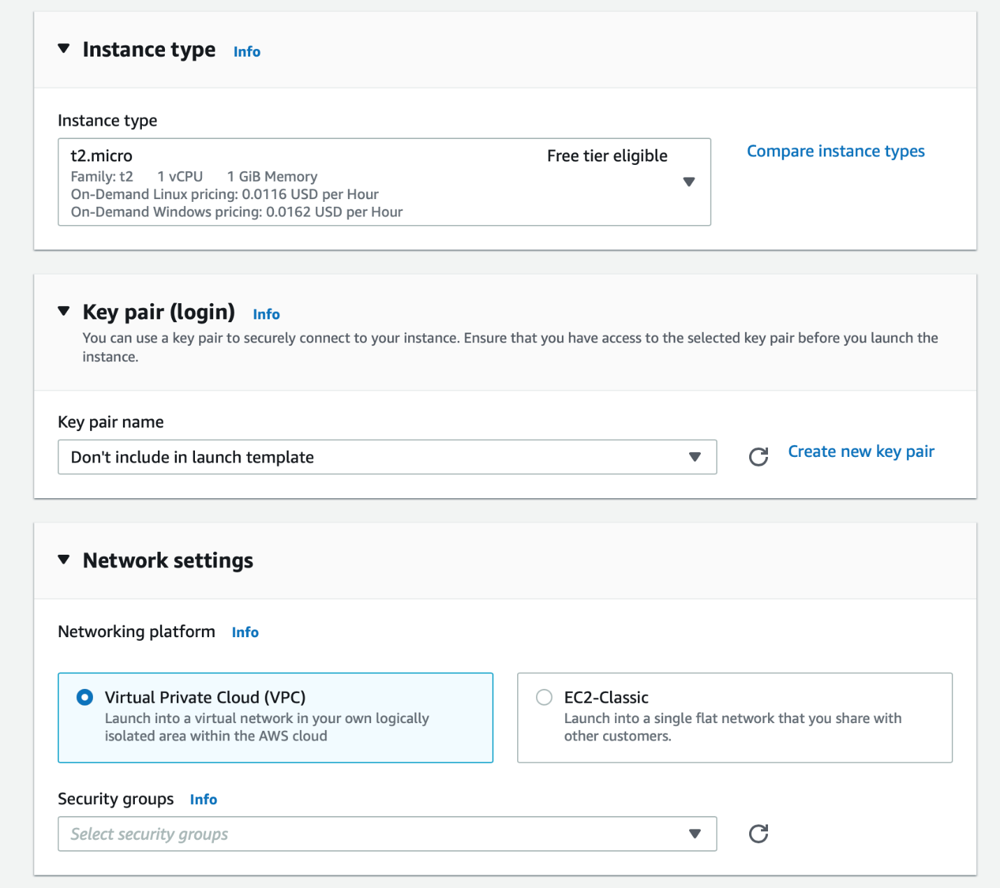 Instance type Info
Instance type
t2.micro Free tier eligible
Family: t2 1 vCPU 1 GiB Memory
On-Demand Linux pricing: 0.0116 USD per Hour
On-Demand Windows pricing: 0.0162 USD per Hour
Compare instance types
Key pair (login) Info
You can use a key pair to securely connect to your instance. Ensure that you have access to the selected key pair before you launch the
instance.
Key pair name
Don't include in launch template
Create new key pair
Network settings
Networking platform Info
Virtual Private Cloud (VPC)
Launch into a virtual network in your own logically
isolated area within the AWS cloud
EC2-Classic
Launch into a single flat network that you share with
other customers.
Security groups Info
Select security groups